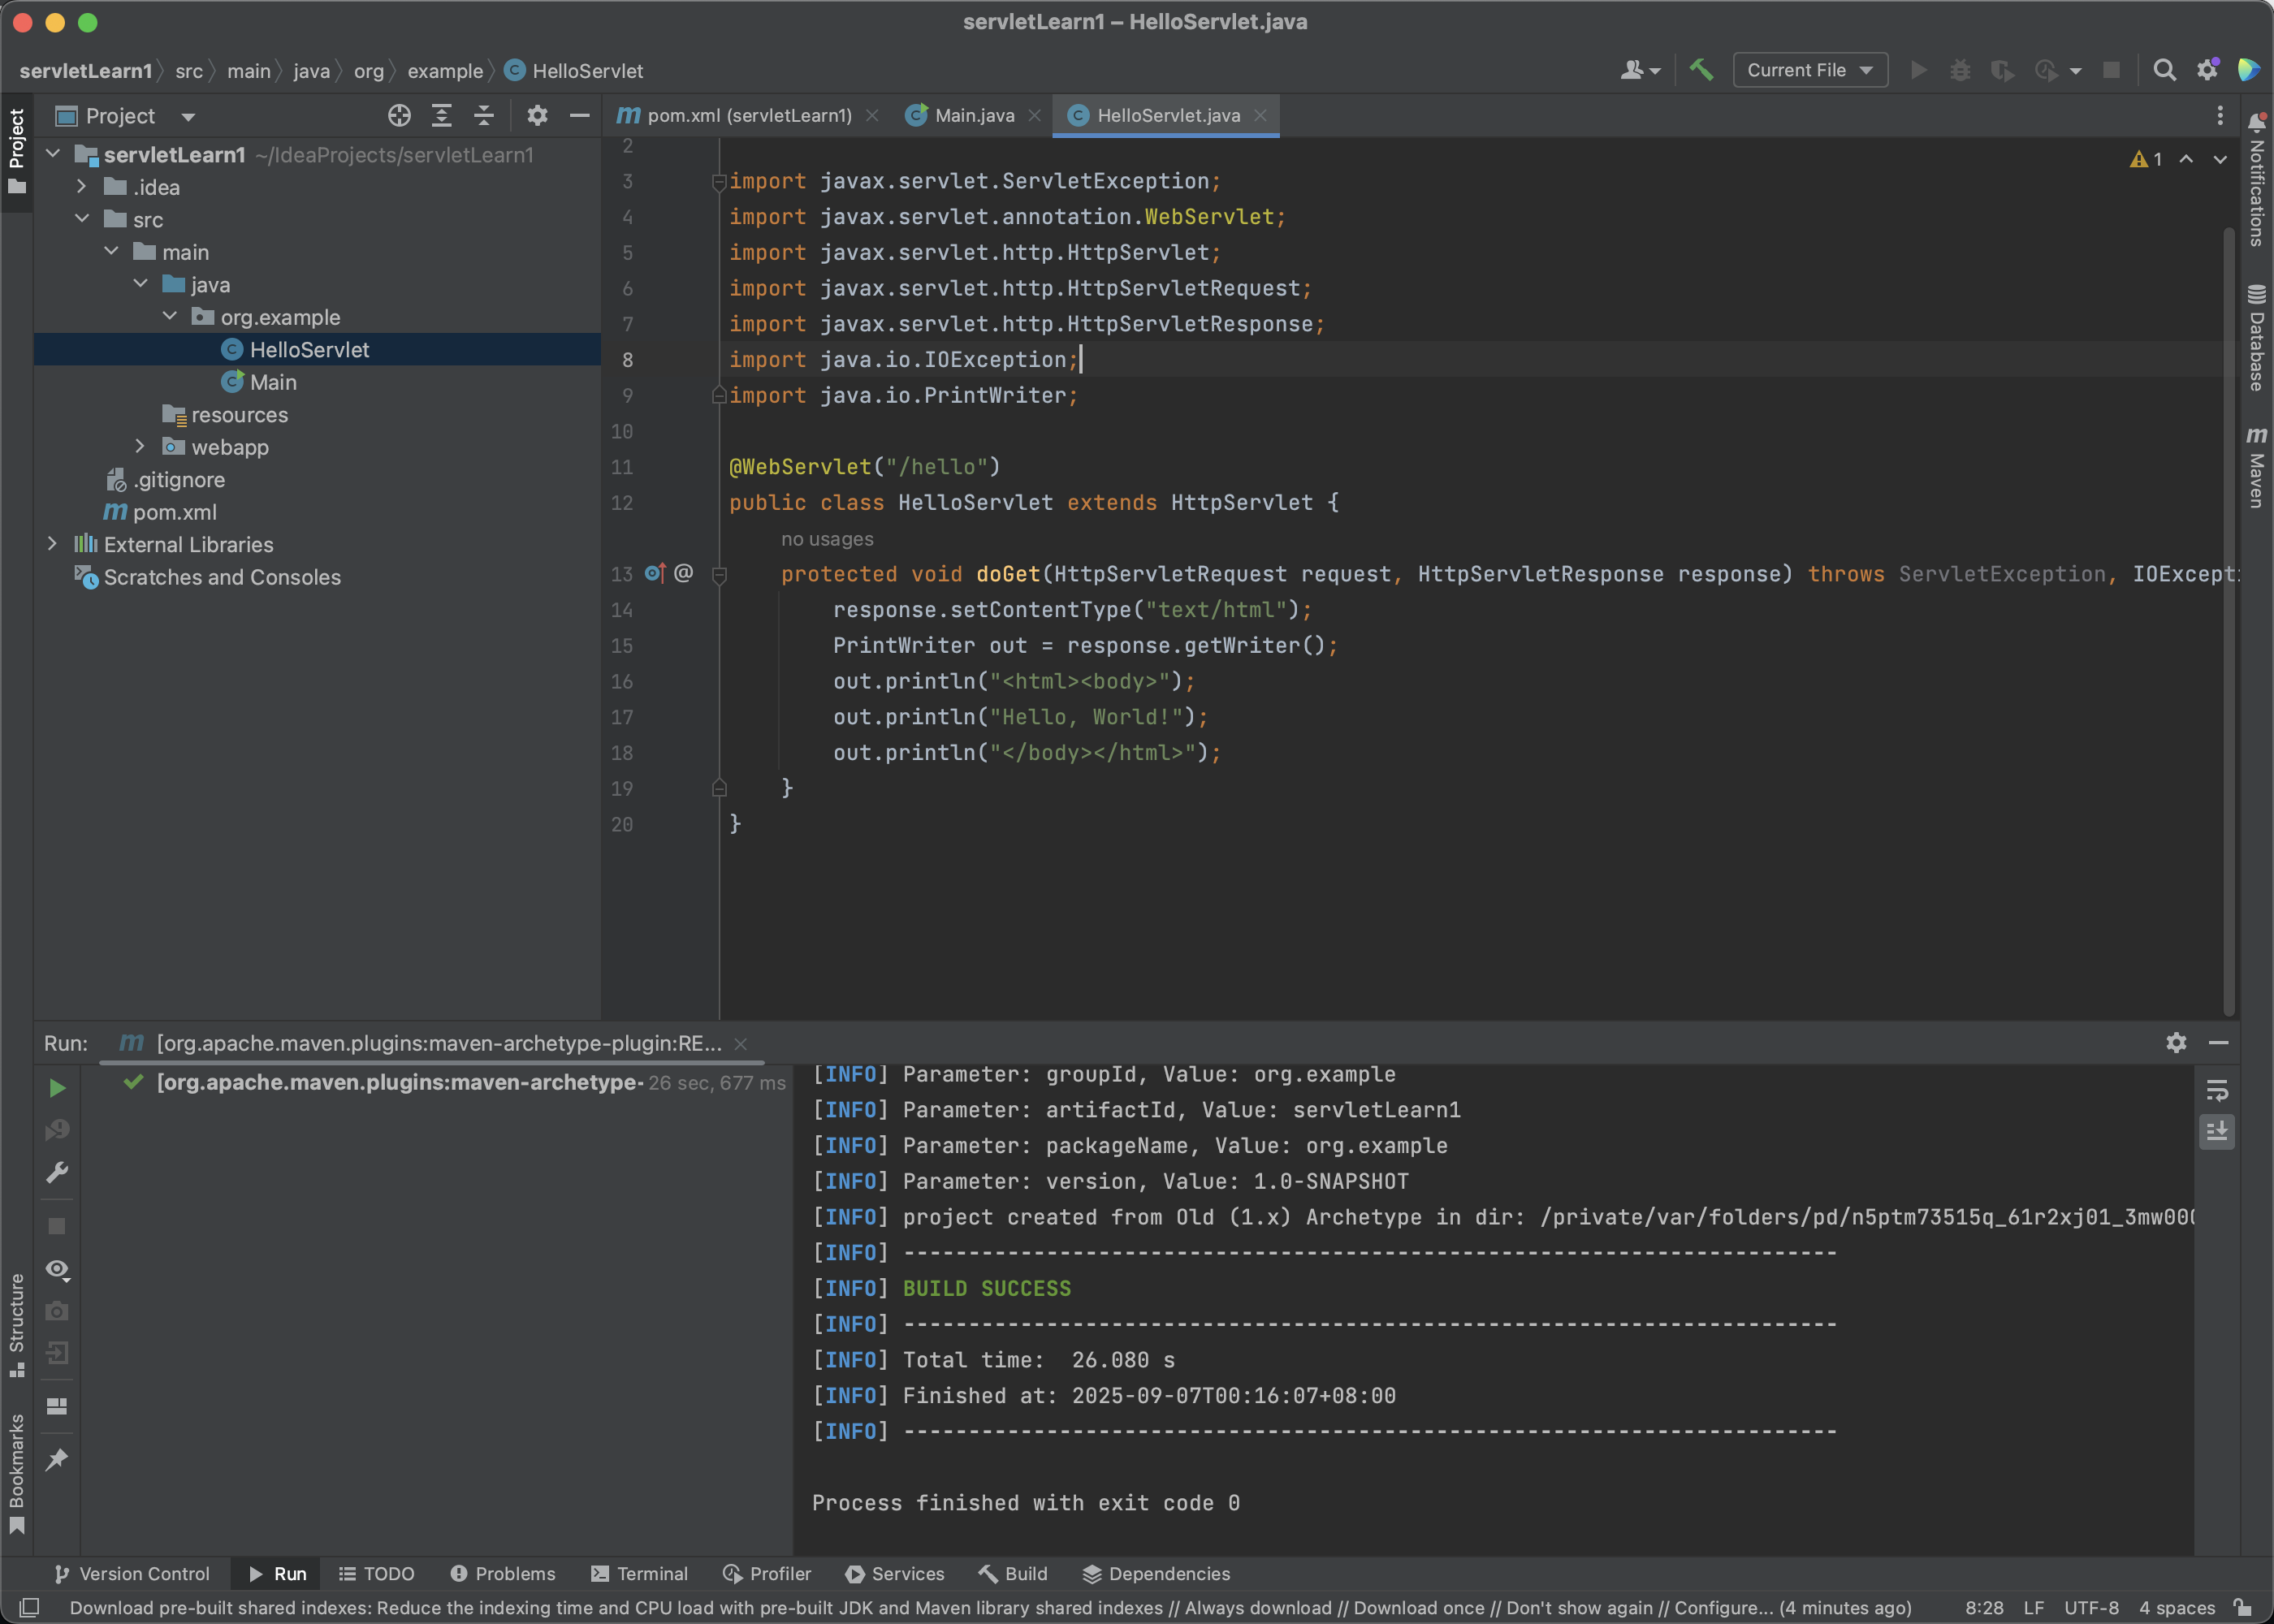 servletLearn1 – HelloServlet.java
servletLearn1 src main java org example HelloServlet
Current File
Project
pom.xml (servletLearn1)
Main.java
HelloServlet.java
Project
servletLearn1 ~/IdeaProjects/servletLearn1
.idea
src
main
java
org.example
HelloServlet
Main
resources
webapp
.gitignore
pom.xml
External Libraries
Scratches and Consoles
1
2
3 import javax.servlet.ServletException;
4 import javax.servlet.annotation.WebServlet;
5 import javax.servlet.http.HttpServlet;
6 import javax.servlet.http.HttpServletRequest;
7 import javax.servlet.http.HttpServletResponse;
8 import java.io.IOException;
9 import java.io.PrintWriter;
10
11 @WebServlet("/hello")
12 public class HelloServlet extends HttpServlet {
no usages
13 protected void doGet(HttpServletRequest request, HttpServletResponse response) throws ServletException, IOExcepti
14 response.setContentType("text/html");
15 PrintWriter out = response.getWriter();
16 out.println("<html><body>");
17 out.println("Hello, World!");
18 out.println("</body></html>");
19 }
20 }
Notifications
Database
Maven
Run: [org.apache.maven.plugins:maven-archetype-plugin:RE...
[org.apache.maven.plugins:maven-archetype- 26 sec, 677 ms
[INFO] Parameter: groupId, Value: org.example
[INFO] Parameter: artifactId, Value: servletLearn1
[INFO] Parameter: packageName, Value: org.example
[INFO] Parameter: version, Value: 1.0-SNAPSHOT
[INFO] project created from Old (1.x) Archetype in dir: /private/var/folders/pd/n5ptm73515q_61r2xj01_3mw000
[INFO] ------------------------------------------------------------------------
[INFO] BUILD SUCCESS
[INFO] ------------------------------------------------------------------------
[INFO] Total time:  26.080 s
[INFO] Finished at: 2025-09-07T00:16:07+08:00
[INFO] ------------------------------------------------------------------------
Process finished with exit code 0
Structure
Bookmarks
Version Control Run TODO Problems Terminal Profiler Services Build Dependencies
Download pre-built shared indexes: Reduce the indexing time and CPU load with pre-built JDK and Maven library shared indexes // Always download // Download once // Don't show again // Configure... (4 minutes ago) 8:28 LF UTF-8 4 spaces